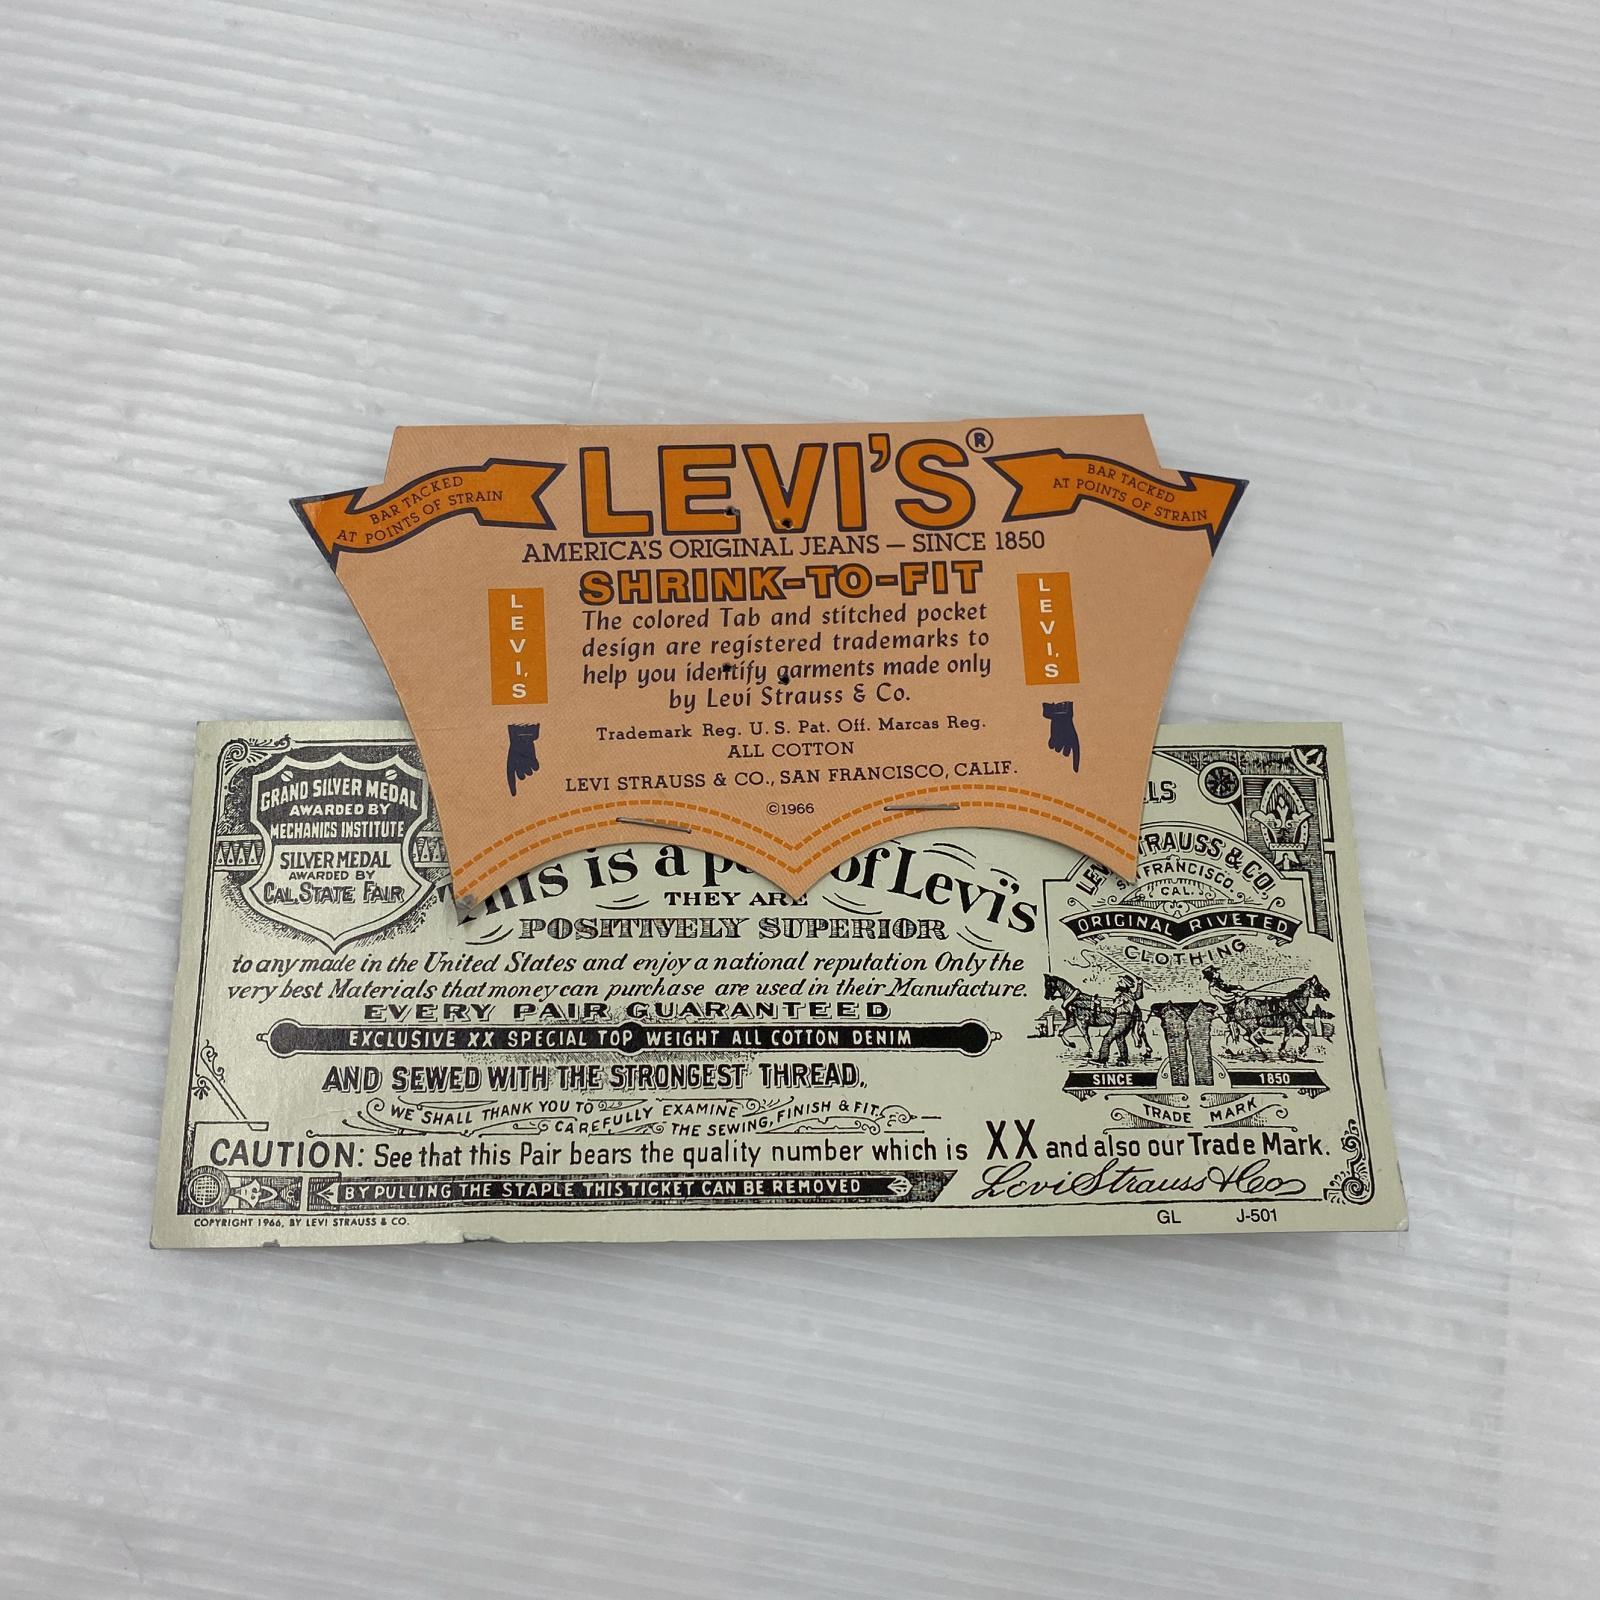 LEVI'S®
BAR TACKED
AT POINTS OF STRAIN
BAR TACKED
AT POINTS OF STRAIN
AMERICA'S ORIGINAL JEANS — SINCE 1850
SHRINK-TO-FIT
LEVI'S
LEVI'S
The colored Tab and stitched pocket
design are registered trademarks to
help you identify garments made only
by Levi Strauss & Co.
Trademark Reg. U. S. Pat. Off. Marcas Reg.
ALL COTTON
LEVI STRAUSS & CO., SAN FRANCISCO, CALIF.
©1966
GRAND SILVER MEDAL
AWARDED BY
MECHANICS INSTITUTE
SILVER MEDAL
AWARDED BY
CAL. STATE FAIR
This is a of Levi's
THEY ARE
POSITIVELY SUPERIOR
to any made in the United States and enjoy a national reputation Only the
very best Materials that money can purchase are used in their Manufacture.
EVERY PAIR GUARANTEED
EXCLUSIVE XX SPECIAL TOP WEIGHT ALL COTTON DENIM
AND SEWED WITH THE STRONGEST THREAD.
WE SHALL THANK YOU TO
CAREFULLY EXAMINE
THE SEWING, FINISH & FIT.
STRAUSS & CO.
FRANCISCO.
CAL.
ORIGINAL RIVETED
CLOTHING
SINCE 1850
TRADE MARK
CAUTION: See that this Pair bears the quality number which is XX and also our Trade Mark.
BY PULLING THE STAPLE THIS TICKET CAN BE REMOVED
Levi Strauss & Co
COPYRIGHT 1966, BY LEVI STRAUSS & CO.
GL J-501